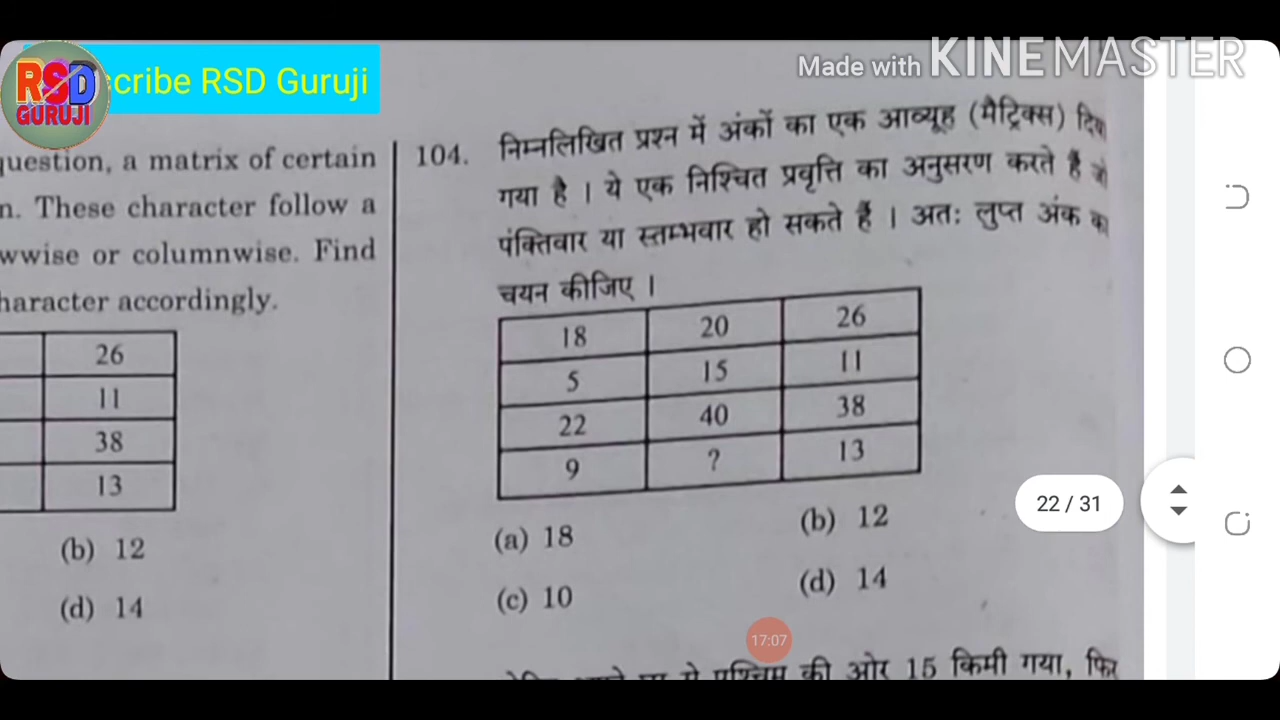 Made with KINEMASTER
cribe RSD Guruji
RSD
GURUJI
question, a matrix of certain
n. These character follow a
wwise or columnwise. Find
haracter accordingly.
26
11
38
13
(b) 12
(d) 14
104. निम्नलिखित प्रश्न में अंकों का एक आव्यूह (मैट्रिक्स)
गया है । ये एक निश्चित प्रवृत्ति का अनुसरण करते हैं
पंक्तिवार या स्तम्भवार हो सकते हैं । अतः लुप्त अंक
चयन कीजिए ।
18 20 26
5 15 11
22 40 38
9 ? 13
(a) 18 (b) 12
(c) 10 (d) 14
22 / 31
17:07
पश्चिम की ओर 15 किमी गया,